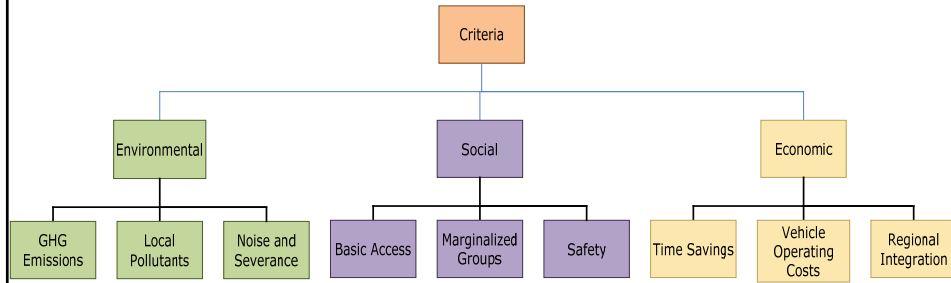 Criteria
Environmental
Social
Economic
GHG
Emissions
Local
Pollutants
Noise and
Severance
Basic Access
Marginalized
Groups
Safety
Time Savings
Vehicle
Operating
Costs
Regional
Integration